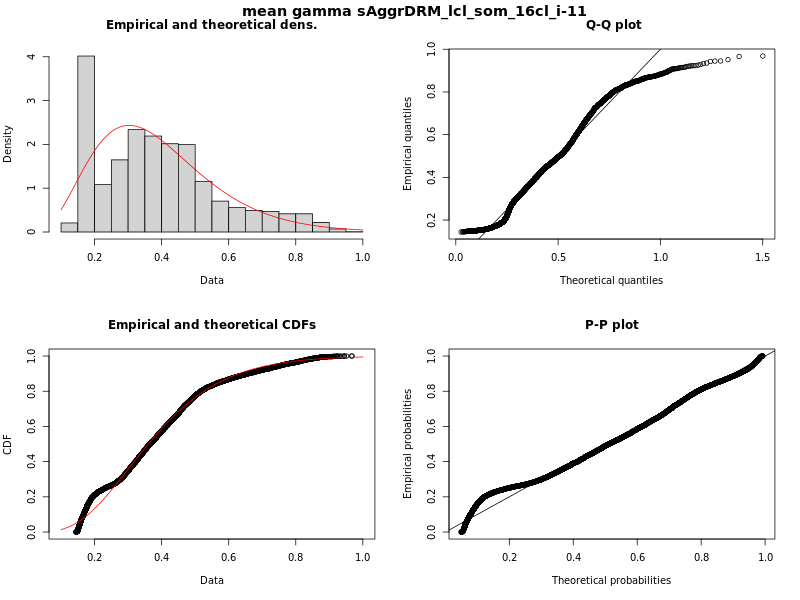 mean gamma sAggrDRM_lcl_som_16cl_i-11
Empirical and theoretical dens.
Density
0 1 2 3 4
0.2 0.4 0.6 0.8 1.0
Data
Q-Q plot
Empirical quantiles
0.2 0.4 0.6 0.8 1.0
0.0 0.5 1.0 1.5
Theoretical quantiles
Empirical and theoretical CDFs
CDF
0.0 0.2 0.4 0.6 0.8 1.0
0.2 0.4 0.6 0.8 1.0
Data
P-P plot
Empirical probabilities
0.0 0.2 0.4 0.6 0.8 1.0
0.2 0.4 0.6 0.8 1.0
Theoretical probabilities